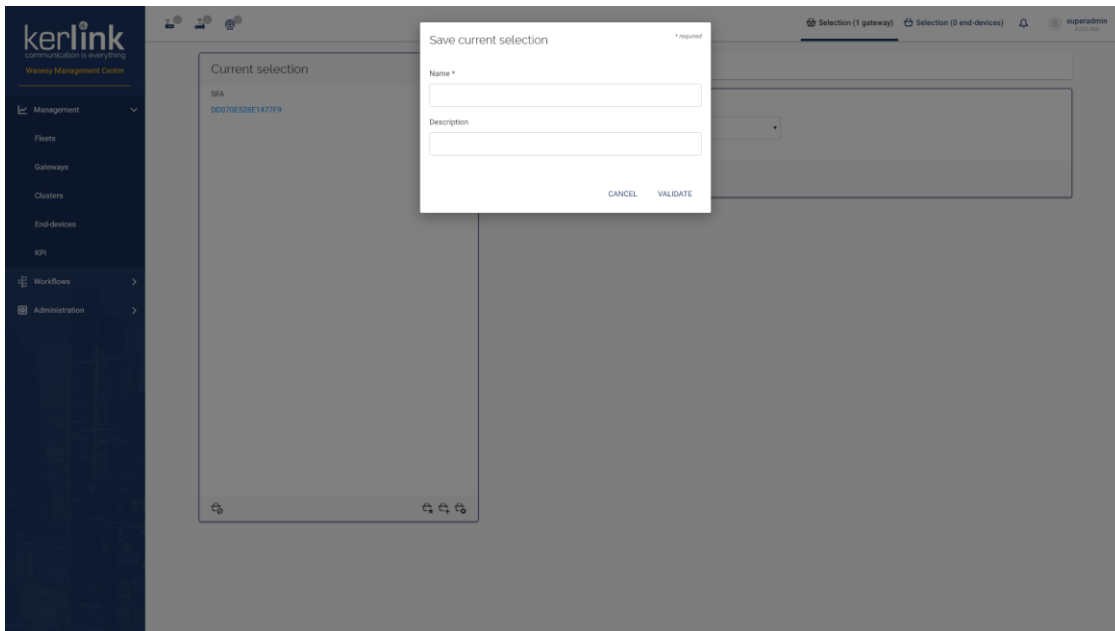 kerlink
communication is everything
Wanesy Management Center
Management
Fleets
Gateways
Clusters
End-devices
KPI
Workflows
Administration
Selection (1 gateway)
Selection (0 end-devices)
S
superadmin
KERLINK
Current selection
SFA
DD070E528E1477F9
Save current selection
* required
Name *
Description
CANCEL
VALIDATE